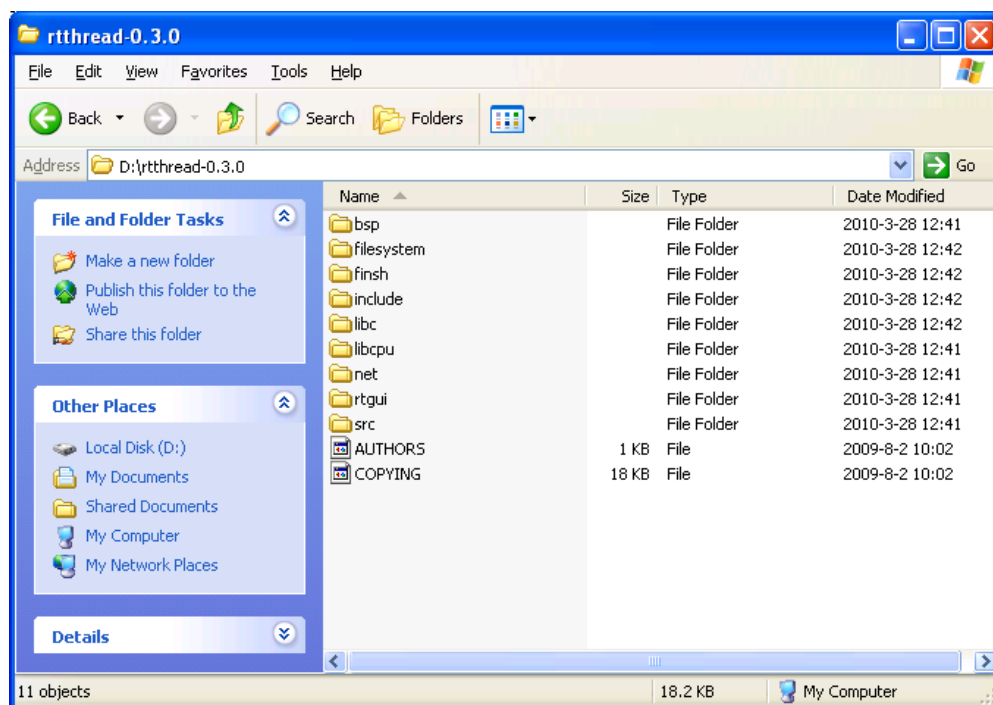 rtthread-0.3.0
File Edit View Favorites Tools Help
Back Search Folders
Address D:\rtthread-0.3.0 Go
Name Size Type Date Modified
File and Folder Tasks
Make a new folder
Publish this folder to the
Web
Share this folder
Other Places
Local Disk (D:)
My Documents
Shared Documents
My Computer
My Network Places
Details
bsp File Folder 2010-3-28 12:41
filesystem File Folder 2010-3-28 12:42
finsh File Folder 2010-3-28 12:42
include File Folder 2010-3-28 12:42
libc File Folder 2010-3-28 12:42
libcpu File Folder 2010-3-28 12:41
net File Folder 2010-3-28 12:41
rtgui File Folder 2010-3-28 12:41
src File Folder 2010-3-28 12:41
AUTHORS 1 KB File 2009-8-2 10:02
COPYING 18 KB File 2009-8-2 10:02
11 objects 18.2 KB My Computer